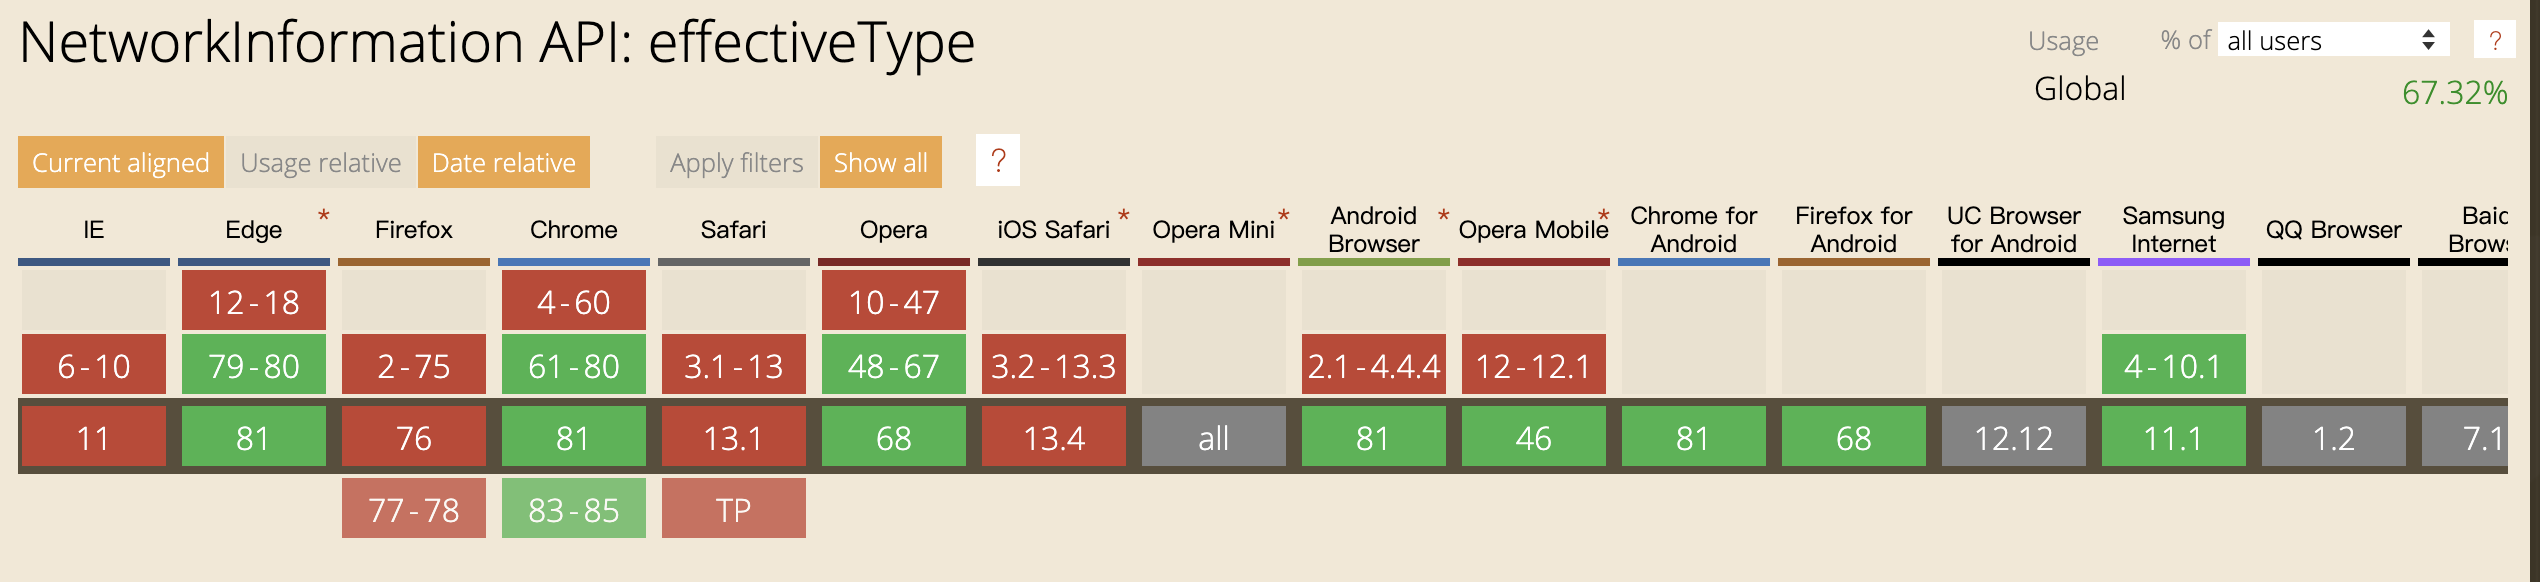 NetworkInformation API: effectiveType
Usage % of all users ?
Global 67.32%
Current aligned Usage relative Date relative Apply filters Show all ?
IE Edge * Firefox Chrome Safari Opera iOS Safari * Opera Mini * Android Browser * Opera Mobile * Chrome for Android Firefox for Android UC Browser for Android Samsung Internet QQ Browser
12-18 4-60 10-47
6-10 79-80 2-75 61-80 3.1-13 48-67 3.2-13.3 2.1-4.4.4 12-12.1 4-10.1
11 81 76 81 13.1 68 13.4 all 81 46 81 68 12.12 11.1 1.2 7.1
77-78 83-85 TP